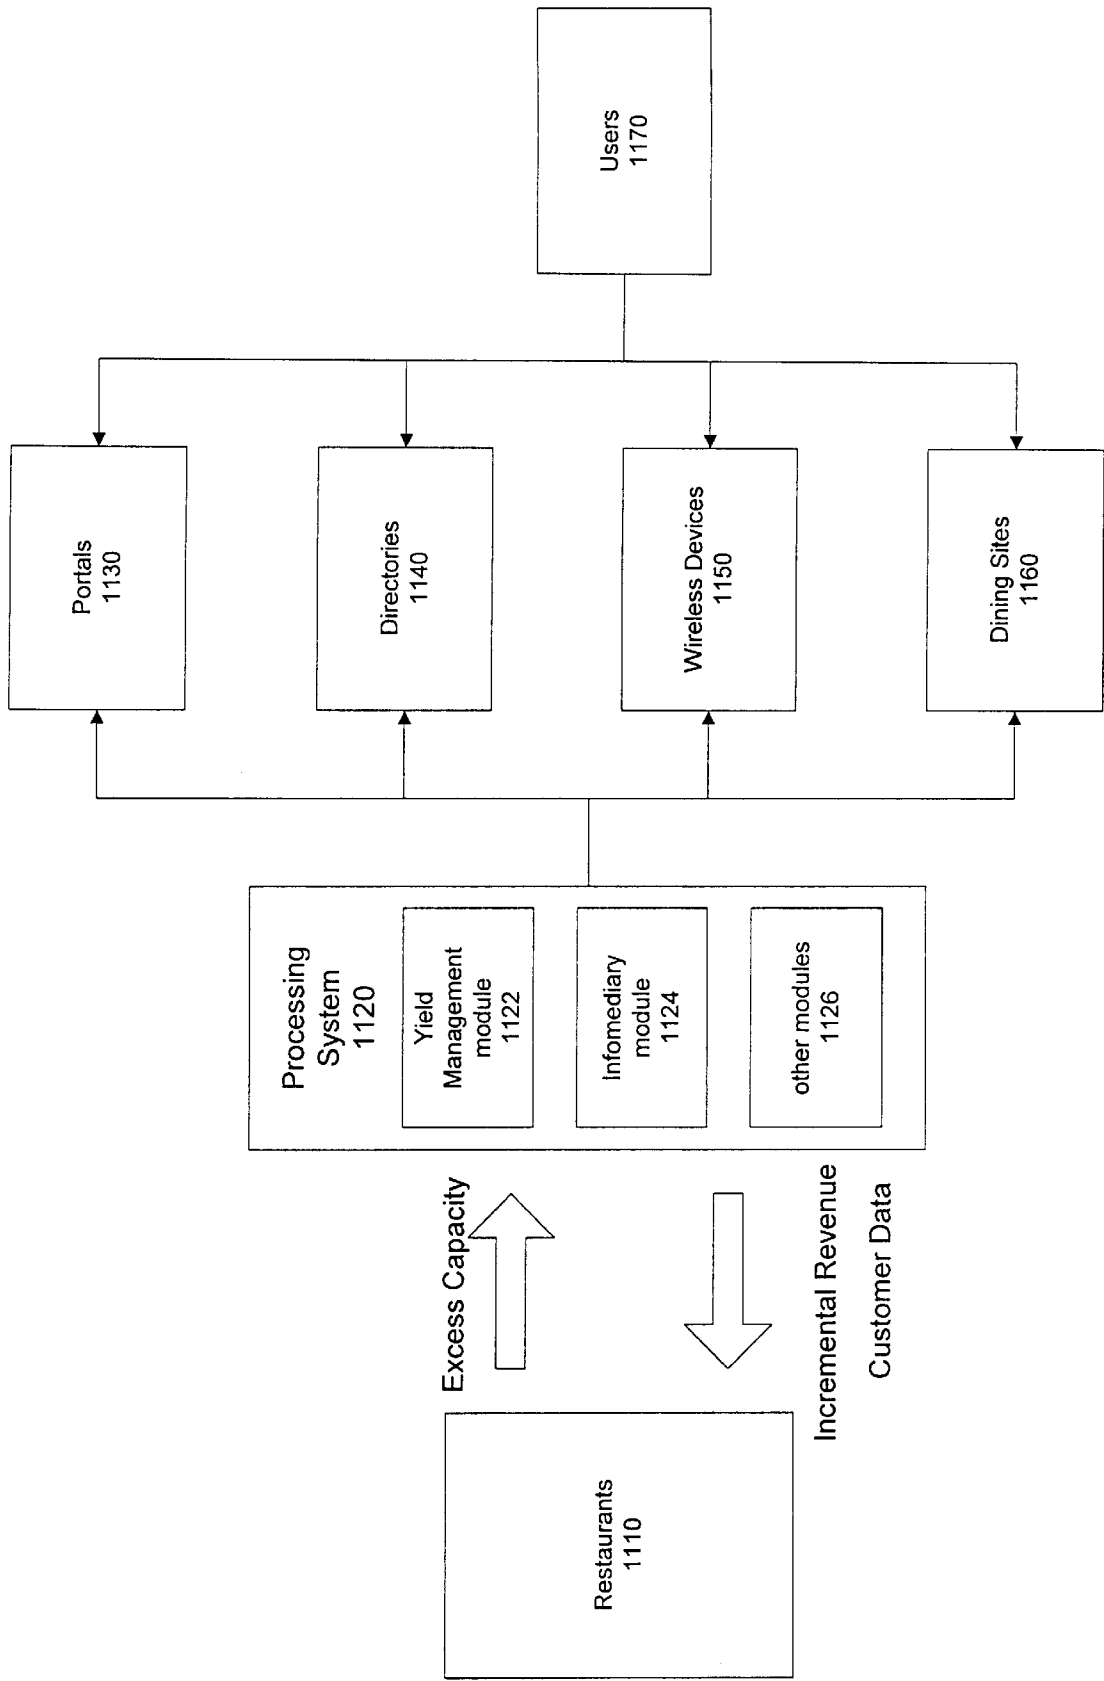 Restaurants
1110
Excess Capacity
Incremental Revenue
Customer Data
Processing
System
1120
Yield
Management
module
1122
Infomediary
module
1124
other modules
1126
Portals
1130
Directories
1140
Wireless Devices
1150
Dining Sites
1160
Users
1170